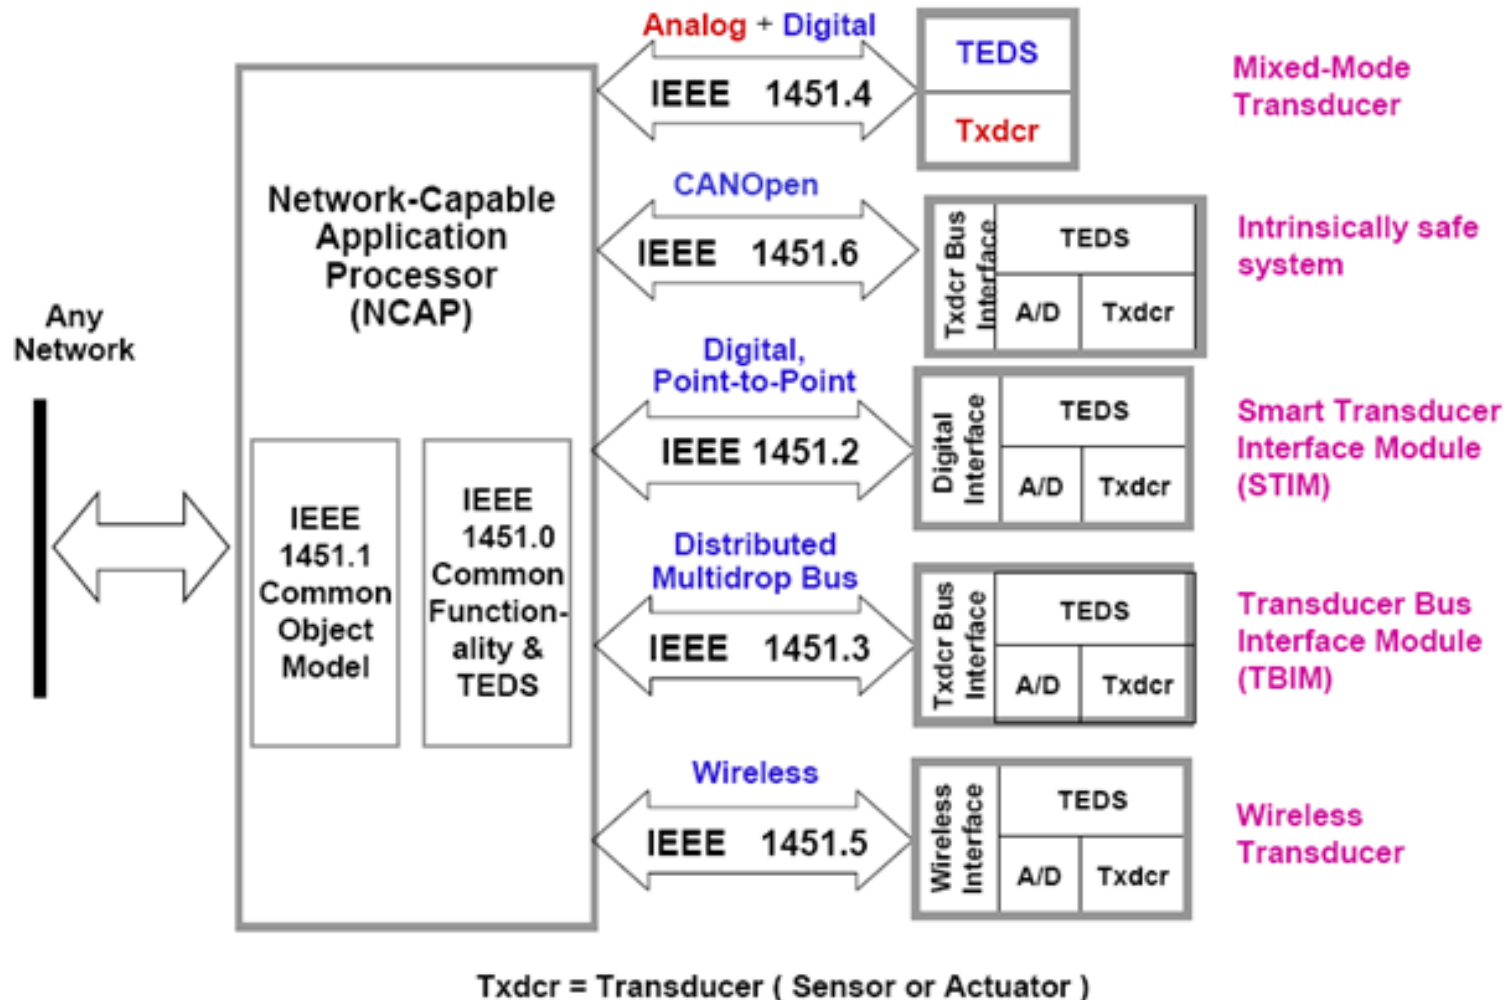 Any
Network
Network-Capable
Application
Processor
(NCAP)
IEEE
1451.1
Common
Object
Model
IEEE
1451.0
Common
Function-
ality &
TEDS
Analog + Digital
IEEE 1451.4
TEDS
Txdcr
Mixed-Mode
Transducer
CANOpen
IEEE 1451.6
Txdcr Bus
Interface
TEDS
A/D
Txdcr
Intrinsically safe
system
Digital,
Point-to-Point
IEEE 1451.2
Digital
Interface
TEDS
A/D
Txdcr
Smart Transducer
Interface Module
(STIM)
Distributed
Multidrop Bus
IEEE 1451.3
Txdcr Bus
Interface
TEDS
A/D
Txdcr
Transducer Bus
Interface Module
(TBIM)
Wireless
IEEE 1451.5
Wireless
Interface
TEDS
A/D
Txdcr
Wireless
Transducer
Txdcr = Transducer ( Sensor or Actuator )